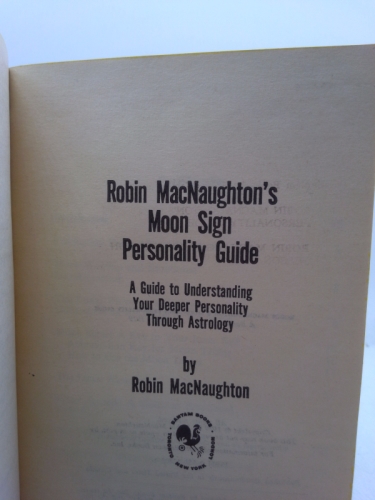 Robin MacNaughton's
Moon Sign
Personality Guide
A Guide to Understanding
Your Deeper Personality
Through Astrology
by
Robin MacNaughton
BANTAM BOOKS
TORONTO
NEW YORK